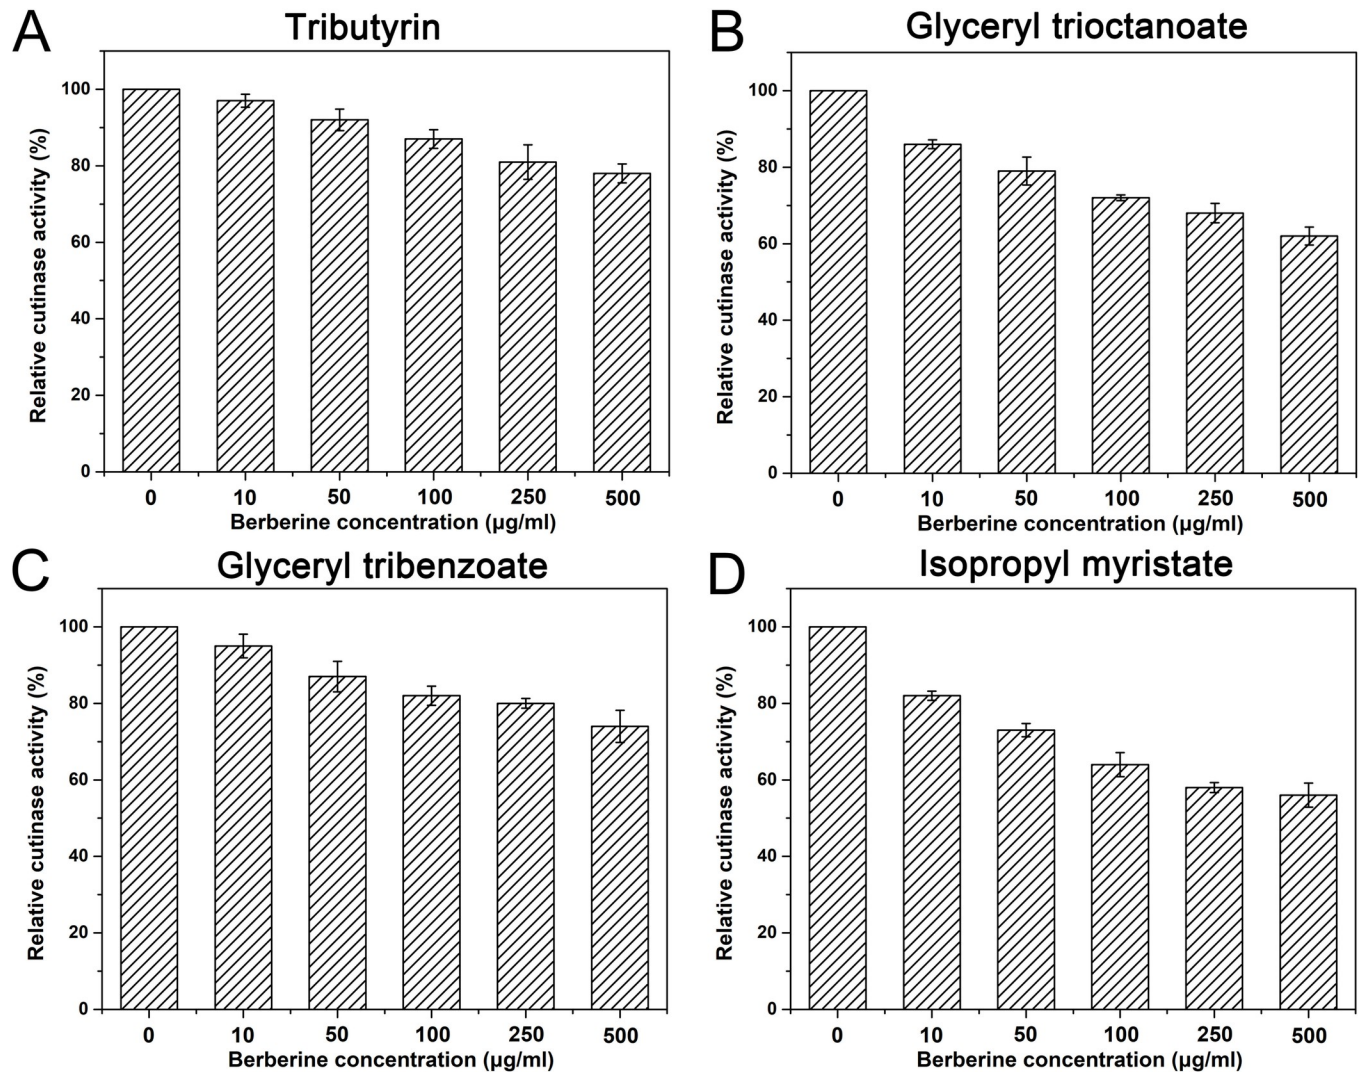 A
Tributyrin
Relative cutinase activity (%)
100
80
60
40
20
0
0 10 50 100 250 500
Berberine concentration (µg/ml)
B
Glyceryl trioctanoate
Relative cutinase activity (%)
100
80
60
40
20
0
0 10 50 100 250 500
Berberine concentration (µg/ml)
C
Glyceryl tribenzoate
Relative cutinase activity (%)
100
80
60
40
20
0
0 10 50 100 250 500
Berberine concentration (µg/ml)
D
Isopropyl myristate
Relative cutinase activity (%)
100
80
60
40
20
0
0 10 50 100 250 500
Berberine concentration (µg/ml)